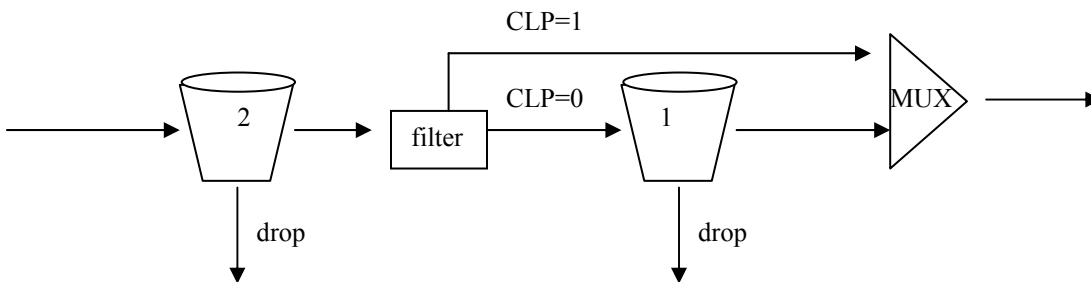 CLP=1
2
CLP=0
1
MUX
filter
drop
drop